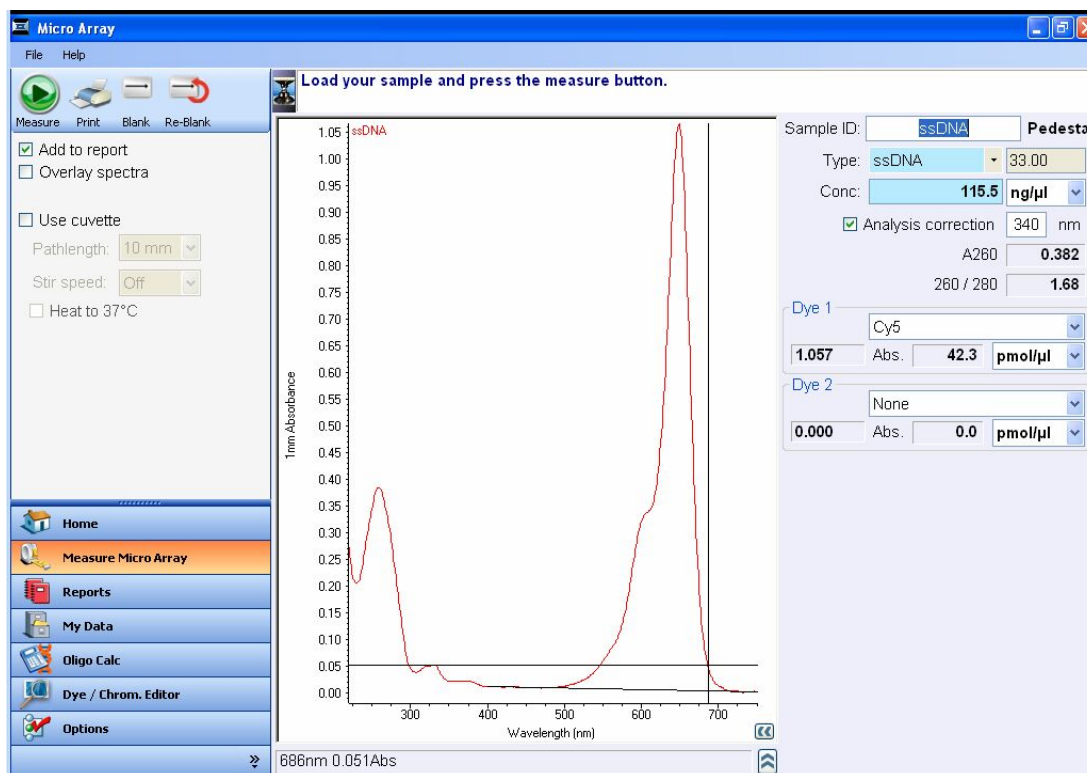 Micro Array
File Help
Measure Print Blank Re-Blank
Add to report
Overlay spectra
Use cuvette
Pathlength: 10 mm
Stir speed: Off
Heat to 37°C
Home
Measure Micro Array
Reports
My Data
Oligo Calc
Dye / Chrom. Editor
Options
Load your sample and press the measure button.
ssDNA
1mm Absorbance
1.05
1.00
0.95
0.90
0.85
0.80
0.75
0.70
0.65
0.60
0.55
0.50
0.45
0.40
0.35
0.30
0.25
0.20
0.15
0.10
0.05
0.00
300 400 500 600 700
Wavelength (nm)
686nm 0.051Abs
Sample ID: ssDNA Pedesta
Type: ssDNA 33.00
Conc: 115.5 ng/µl
Analysis correction 340 nm
A260 0.382
260 / 280 1.68
Dye 1
Cy5
1.057 Abs. 42.3 pmol/µl
Dye 2
None
0.000 Abs. 0.0 pmol/µl